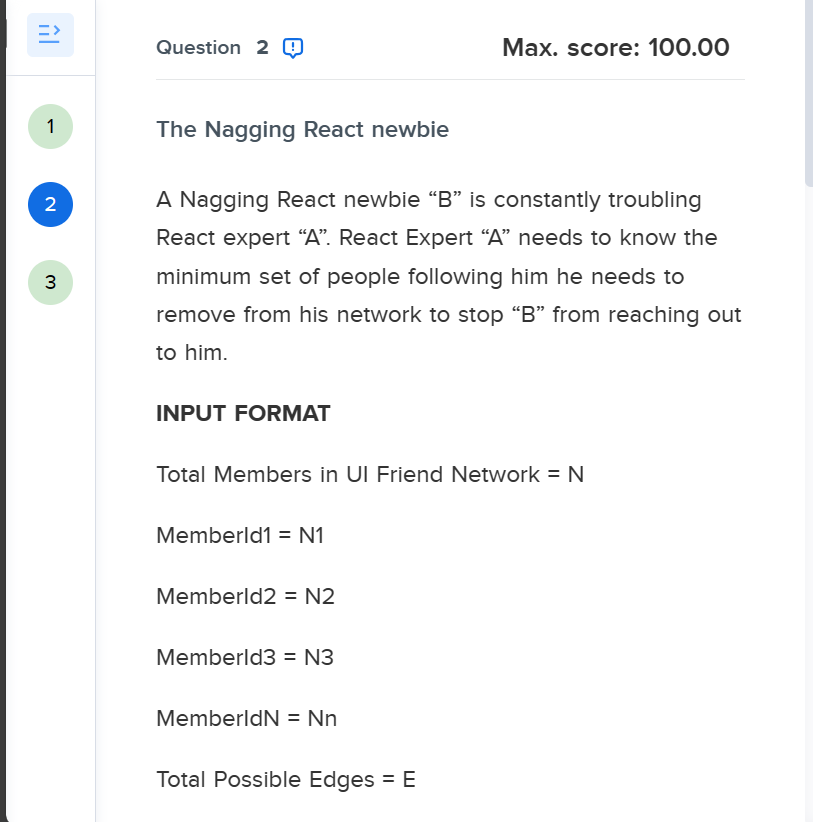 Question 2
Max. score: 100.00
1
2
3
The Nagging React newbie
A Nagging React newbie “B” is constantly troubling
React expert “A”. React Expert “A” needs to know the
minimum set of people following him he needs to
remove from his network to stop “B” from reaching out
to him.
INPUT FORMAT
Total Members in UI Friend Network = N
MemberId1 = N1
MemberId2 = N2
MemberId3 = N3
MemberIdN = Nn
Total Possible Edges = E